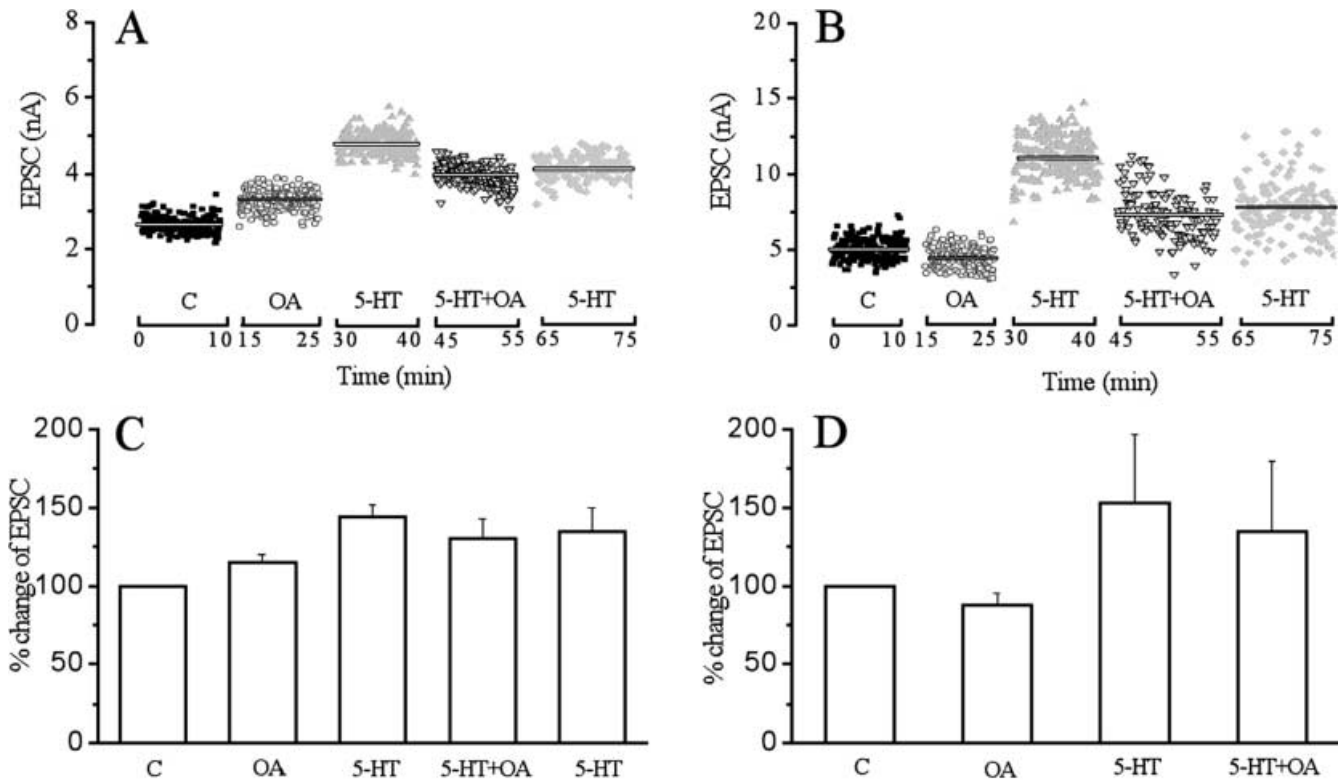 A
EPSC (nA)
8
6
4
2
0
C
OA
5-HT
5-HT+OA
5-HT
0 10 15 25 30 40 45 55 65 75
Time (min)
B
EPSC (nA)
20
15
10
5
0
C
OA
5-HT
5-HT+OA
5-HT
0 10 15 25 30 40 45 55 65 75
Time (min)
C
% change of EPSC
200
150
100
50
0
C OA 5-HT 5-HT+OA 5-HT
D
% change of EPSC
200
150
100
50
0
C OA 5-HT 5-HT+OA